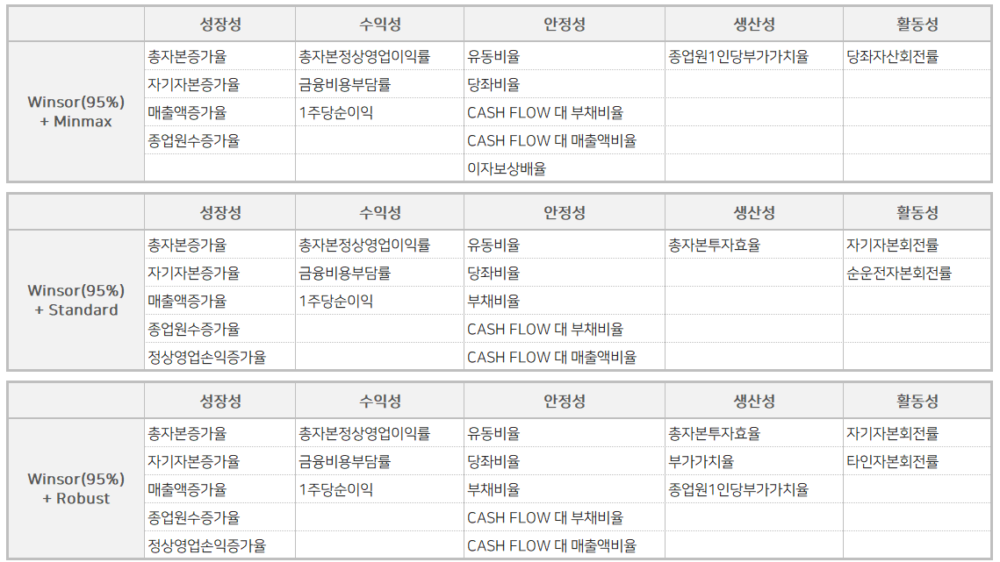 성장성 수익성 안정성 생산성 활동성
Winsor(95%)
+ Minmax
총자본증가율 총자본정상영업이익률 유동비율 종업원1인당부가가치율 당좌자산회전률
자기자본증가율 금융비용부담률 당좌비율
매출액증가율 1주당순이익 CASH FLOW 대 부채비율
종업원수증가율 CASH FLOW 대 매출액비율
이자보상배율
성장성 수익성 안정성 생산성 활동성
Winsor(95%)
+ Standard
총자본증가율 총자본정상영업이익률 유동비율 총자본투자효율 자기자본회전률
자기자본증가율 금융비용부담률 당좌비율 순운전자본회전률
매출액증가율 1주당순이익 부채비율
종업원수증가율 CASH FLOW 대 부채비율
정상영업손익증가율 CASH FLOW 대 매출액비율
성장성 수익성 안정성 생산성 활동성
Winsor(95%)
+ Robust
총자본증가율 총자본정상영업이익률 유동비율 총자본투자효율 자기자본회전률
자기자본증가율 금융비용부담률 당좌비율 부가가치율 타인자본회전률
매출액증가율 1주당순이익 부채비율 종업원1인당부가가치율
종업원수증가율 CASH FLOW 대 부채비율
정상영업손익증가율 CASH FLOW 대 매출액비율